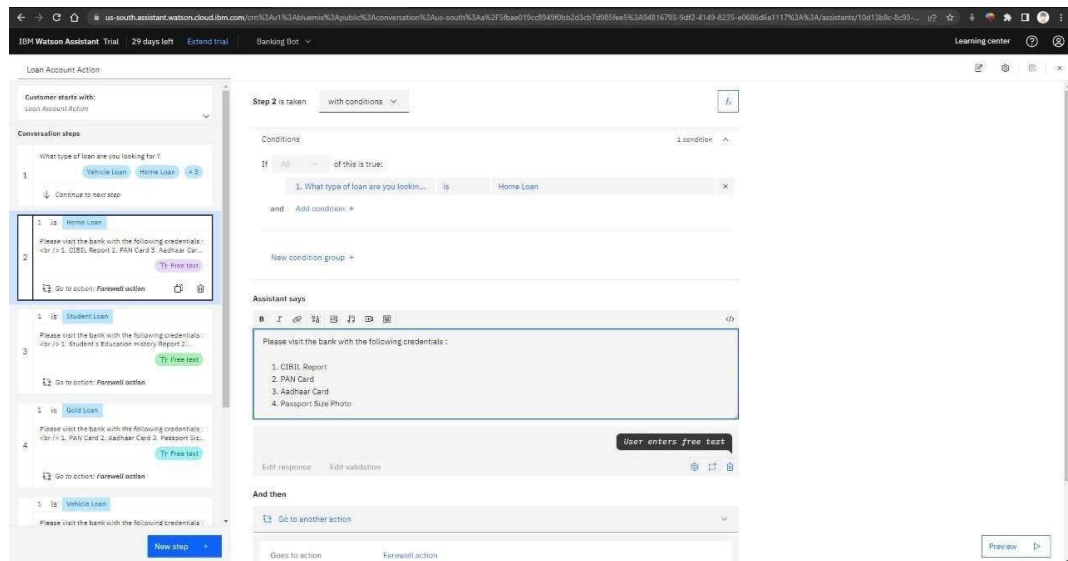 us-south.assistant.watson.cloud.ibm.com/
IBM Watson Assistant Trial 29 days left Extend trial Banking Bot Learning center
Loan Account Action
Customer starts with:
Loan Account Action
Conversation steps
1
What type of loan are you looking for ?
Vehicle Loan Home Loan + 3
Continue to next step
2
1 is Home Loan
Please visit the bank with the following credentials :
<br /> 1. CIBIL Report 2. PAN Card 3. Aadhaar Car...
Free text
Go to action: Farewell action
3
1 is Student Loan
Please visit the bank with the following credentials :
<br /> 1. Student's Education History Report 2. ...
Free text
Go to action: Farewell action
4
1 is Gold Loan
Please visit the bank with the following credentials :
<br /> 1. PAN Card 2. Aadhaar Card 3. Passport Siz...
Free text
Go to action: Farewell action
1 is Vehicle Loan
Please visit the bank with the following credentials :
New step +
Step 2 is taken with conditions
fx
Conditions 1 condition
If All of this is true:
1. What type of loan are you lookin... is Home Loan
and Add condition +
New condition group +
Assistant says
B I
</>
Please visit the bank with the following credentials :
1. CIBIL Report
2. PAN Card
3. Aadhaar Card
4. Passport Size Photo
User enters free text
Edit response Edit validation
And then
Go to another action
Goes to action Farewell action
Preview